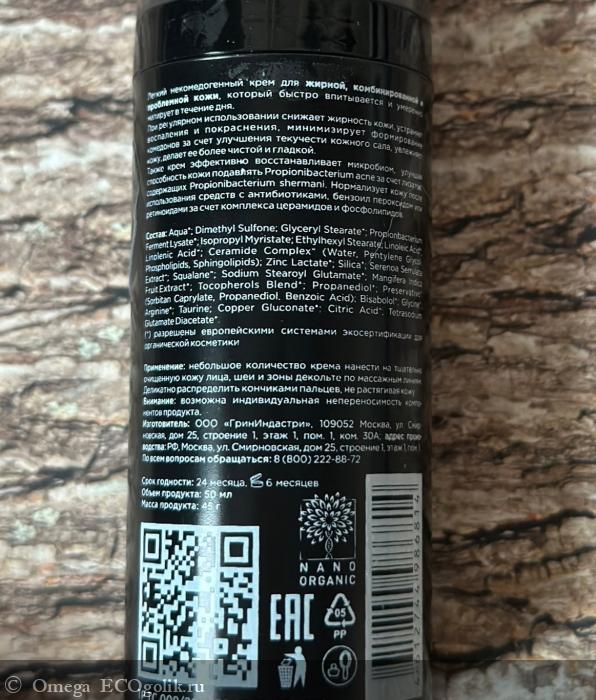 Легкий некомедогенный крем для жирной, комбинированной и
проблемной кожи, который быстро впитывается и умеренно
матирует в течение дня.
При регулярном использовании снижает жирность кожи, устраняет
воспаления и покраснения, минимизирует формирование
комедонов за счет улучшения текучести кожного сала, увлажняет
кожу, делает ее более чистой и гладкой.
Также крем эффективно восстанавливает микробиом, улучшая
способность кожи подавлять Propionibacterium acne за счет лизатов,
содержащих Propionibacterium shermani. Нормализует кожу после
использования средств с антибиотиками, бензоил пероксидом или
ретиноидами за счет комплекса церамидов и фосфолипидов.
Состав: Aqua*; Dimethyl Sulfone; Glyceryl Stearate*; Propionibacterium
Ferment Lysate*; Isopropyl Myristate; Ethylhexyl Stearate; Linoleic Acid*;
Linolenic Acid*; Ceramide Complex* (Water, Pentylene Glycol,
Phospholipids, Sphingolipids); Zinc Lactate*; Silica*; Serenoa Serrulata
Extract*; Squalane*; Sodium Stearoyl Glutamate*; Mangifera Indica
Fruit Extract*; Tocopherols Blend*; Propanediol*; Preservative*
(Sorbitan Caprylate, Propanediol, Benzoic Acid); Bisabolol*; Glycine*;
Arginine*; Taurine; Copper Gluconate*; Citric Acid*; Tetrasodium
Glutamate Diacetate*.
(*) разрешены европейскими системами экосертификации для
органической косметики
Применение: небольшое количество крема нанести на тщательно
очищенную кожу лица, шеи и зоны декольте по массажным линиям.
Деликатно распределить кончиками пальцев, не растягивая кожу
Внимание: возможна индивидуальная непереносимость компо-
нентов продукта.
Изготовитель: ООО «ГринИндастри», 109052 Москва, ул. Смир-
новская, дом 25, строение 1, этаж 1, пом. 1, ком. 30А; адрес произ-
водства: РФ, Москва, ул. Смирновская, дом 25, строение 1, этаж 1, пом 1
По всем вопросам обращаться: 8 (800) 222-88-72
Срок годности: 24 месяца, 6 месяцев
Объем продукта: 50 мл
Масса продукта: 45 г
NANO
ORGANIC
EAC
05
PP
© Omega ECOgolik.ru